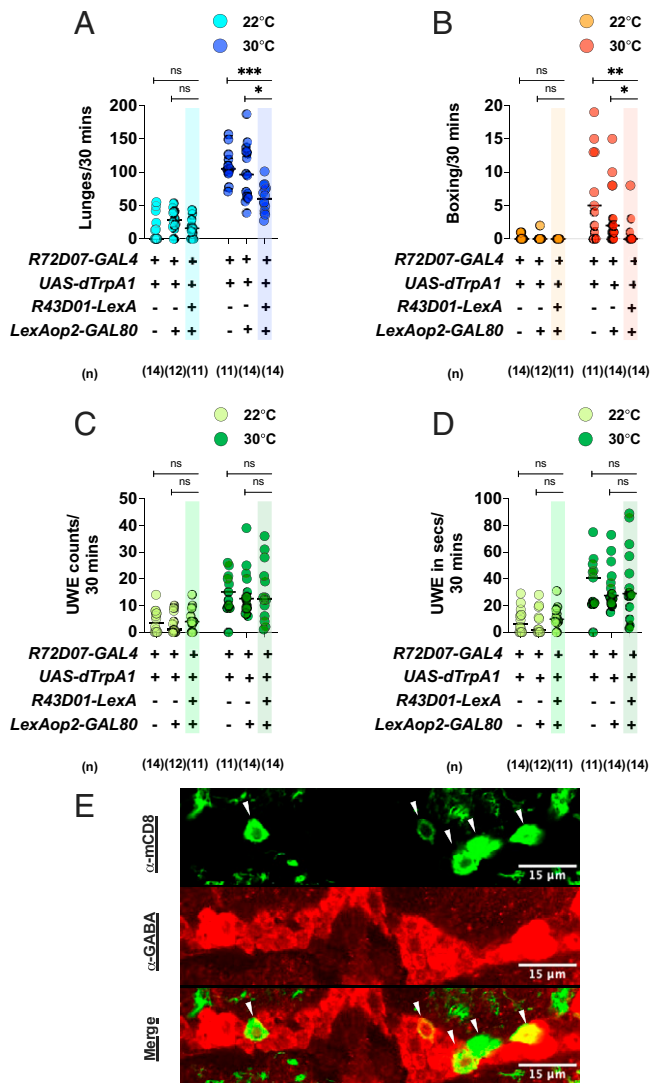 A
22°C
30°C
ns
***
ns
*
Lunges/30 mins
200
150
100
50
0
R72D07-GAL4 + + + + + +
UAS-dTrpA1 + + + + + +
R43D01-LexA - - + - - +
LexAop2-GAL80 - + + - + +
(n) (14)(12)(11) (11)(14)(14)
B
22°C
30°C
ns
**
ns
*
Boxing/30 mins
20
15
10
5
0
R72D07-GAL4 + + + + + +
UAS-dTrpA1 + + + + + +
R43D01-LexA - - + - - +
LexAop2-GAL80 - + + - + +
(n) (14)(12)(11) (11)(14)(14)
C
22°C
30°C
ns
ns
ns
ns
UWE counts/
30 mins
50
40
30
20
10
0
R72D07-GAL4 + + + + + +
UAS-dTrpA1 + + + + + +
R43D01-LexA - - + - - +
LexAop2-GAL80 - + + - + +
(n) (14)(12)(11) (11)(14)(14)
D
22°C
30°C
ns
ns
ns
ns
UWE in secs/
30 mins
100
80
60
40
20
0
R72D07-GAL4 + + + + + +
UAS-dTrpA1 + + + + + +
R43D01-LexA - - + - - +
LexAop2-GAL80 - + + - + +
(n) (14)(12)(11) (11)(14)(14)
E
α-mCD8
15 µm
α-GABA
15 µm
Merge
15 µm